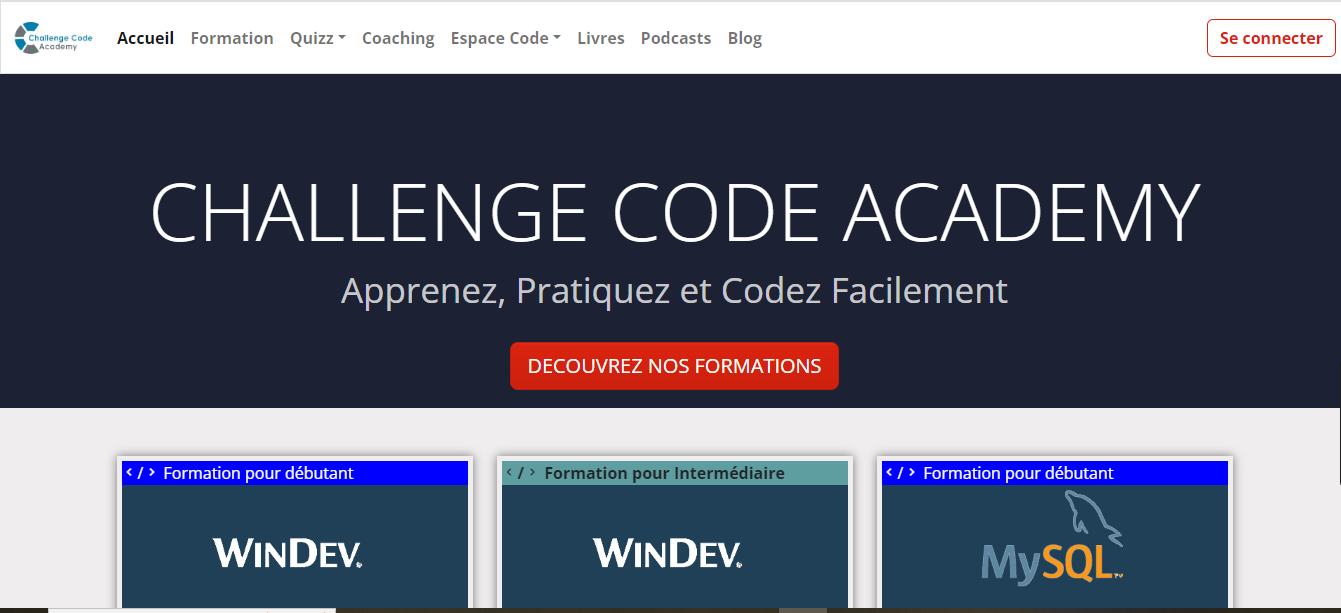 Challenge Code
Academy
Accueil Formation Quizz Coaching Espace Code Livres Podcasts Blog Se connecter
CHALLENGE CODE ACADEMY
Apprenez, Pratiquez et Codez Facilement
DECOUVREZ NOS FORMATIONS
‹ / › Formation pour débutant
WINDEV®
‹ / › Formation pour Intermédiaire
WINDEV®
‹ / › Formation pour débutant
MySQL™